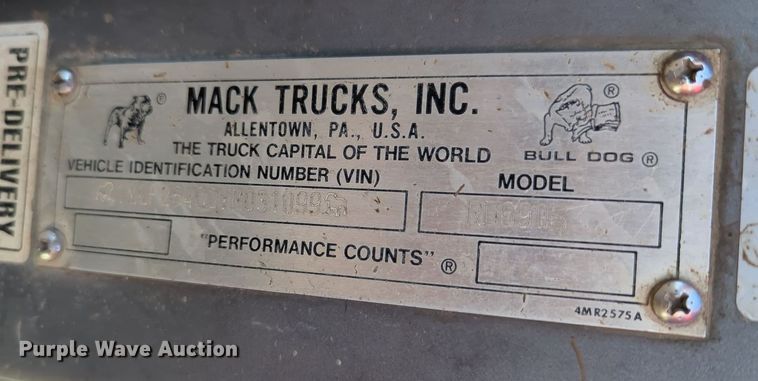 PRE-DELIVERY
MACK TRUCKS, INC.
ALLENTOWN, PA., U.S.A.
THE TRUCK CAPITAL OF THE WORLD
BULL DOG ®
VEHICLE IDENTIFICATION NUMBER (VIN)
MODEL
"PERFORMANCE COUNTS" ®
4MR2575A
Purple Wave Auction